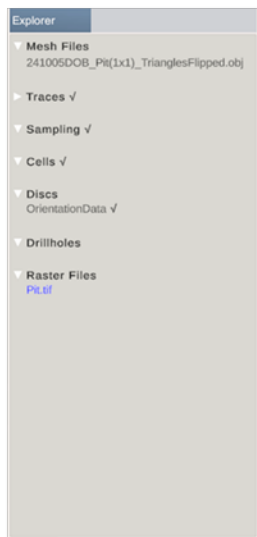 Explorer
Mesh Files
241005DOB_Pit(1x1)_TrianglesFlipped.obj
Traces √
Sampling √
Cells √
Discs
OrientationData √
Drillholes
Raster Files
Pit.tif